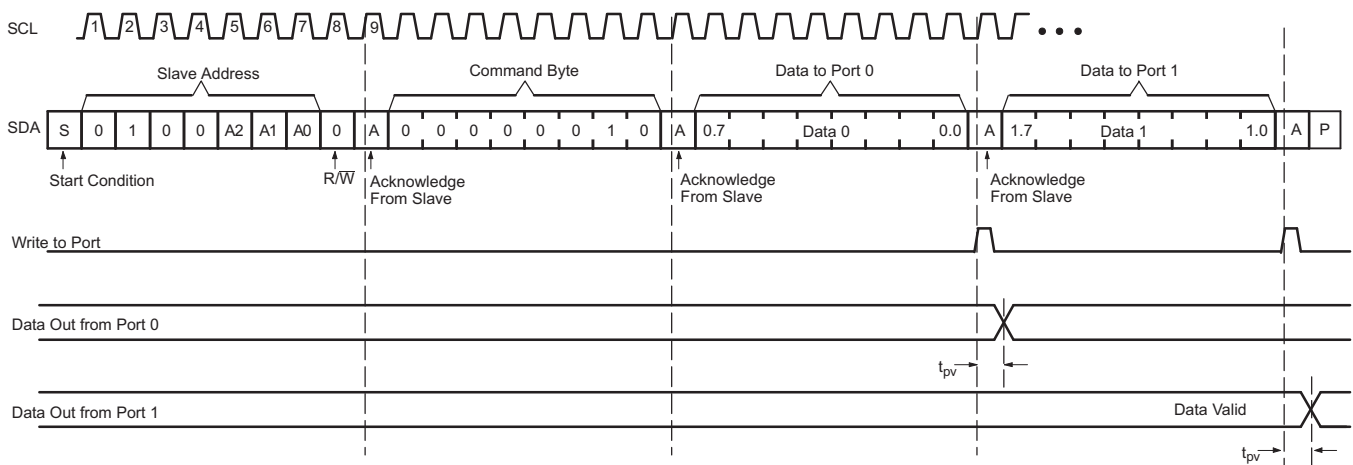 SCL 1 2 3 4 5 6 7 8 9
Slave Address Command Byte Data to Port 0 Data to Port 1
SDA S 0 1 0 0 A2 A1 A0 0 A 0 0 0 0 0 0 1 0 A 0.7 Data 0 0.0 A 1.7 Data 1 1.0 A P
Start Condition R/W̅ Acknowledge From Slave Acknowledge From Slave Acknowledge From Slave
Write to Port
Data Out from Port 0
tpv
Data Out from Port 1 Data Valid
tpv